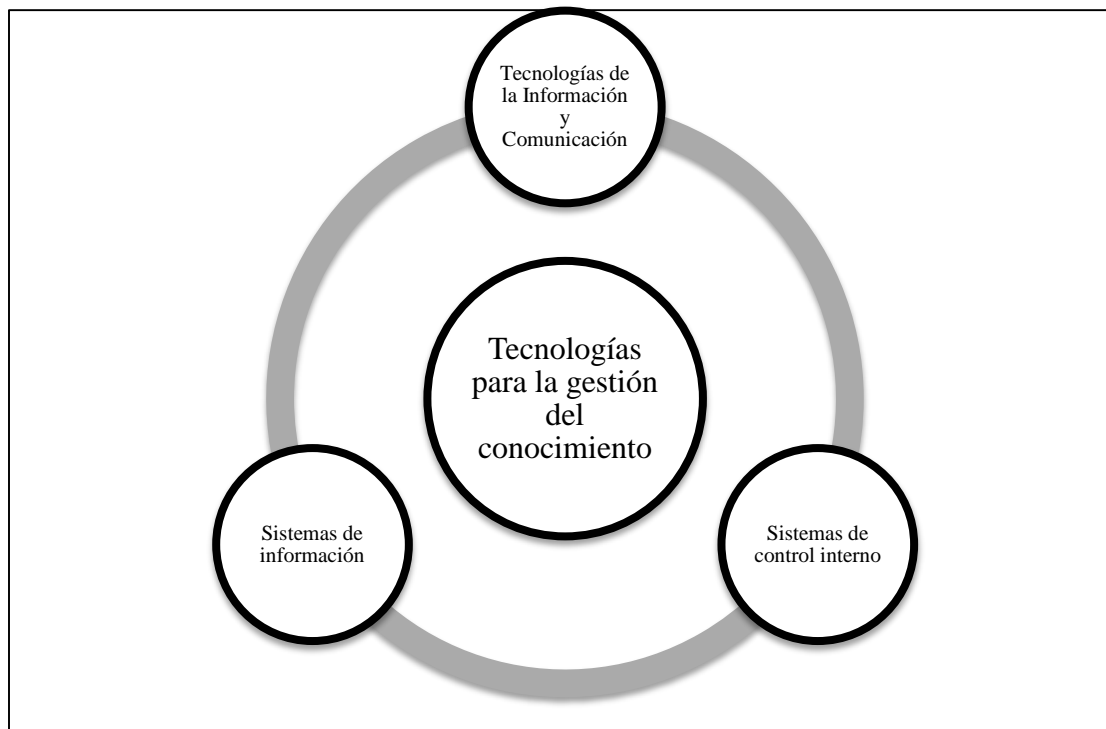 Tecnologías de
la Información
y
Comunicación
Tecnologías
para la gestión
del
conocimiento
Sistemas de
información
Sistemas de
control interno